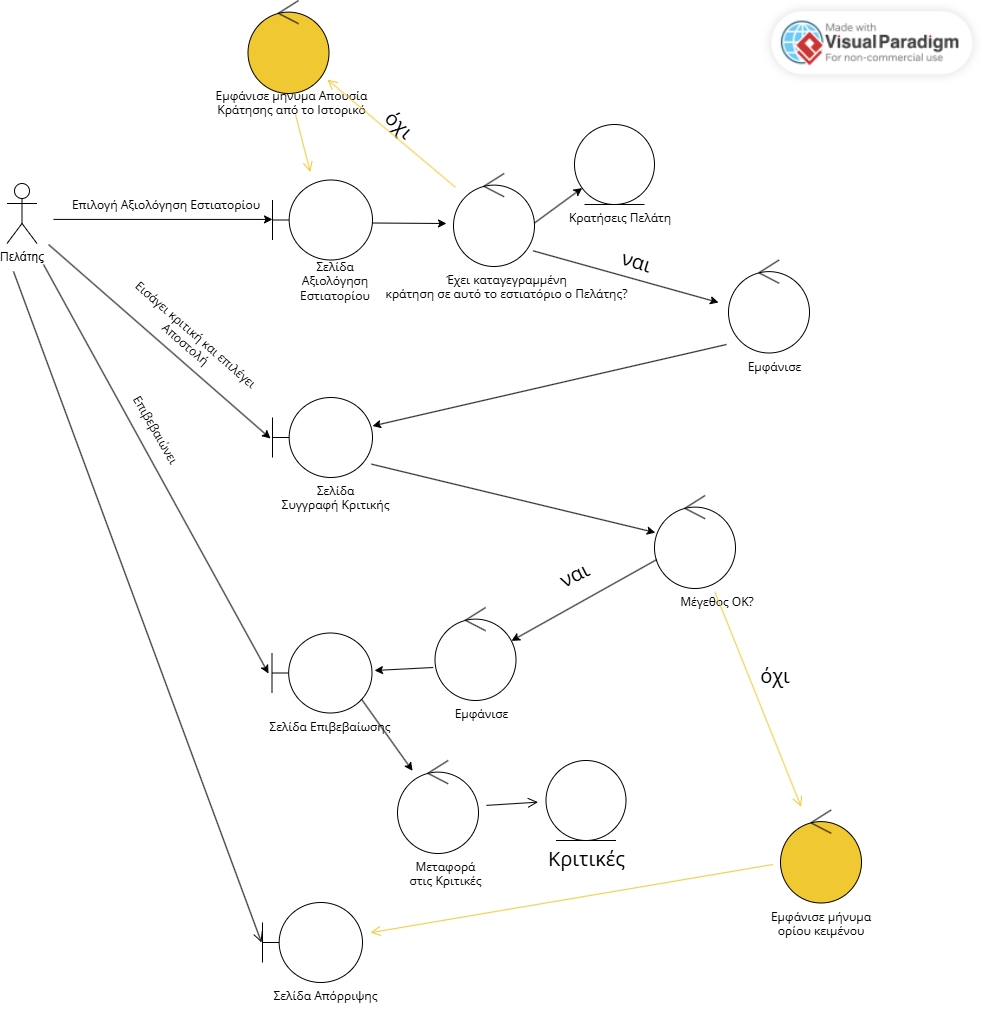 Made with
Visual Paradigm
For non-commercial use
Εμφάνισε μήνυμα Απουσία
Κράτησης από το Ιστορικό
όχι
Κρατήσεις Πελάτη
Επιλογή Αξιολόγηση Εστιατορίου
Πελάτης
Σελίδα
Αξιολόγηση
Εστιατορίου
Έχει καταγεγραμμένη
κράτηση σε αυτό το εστιατόριο ο Πελάτης?
ναι
Εμφάνισε
Εισάγει κριτική και επιλέγει
Αποστολή
Επιβεβαιώνει
Σελίδα
Συγγραφή Κριτικής
Μέγεθος ΟΚ?
ναι
όχι
Εμφάνισε
Σελίδα Επιβεβαίωσης
Μεταφορά
στις Κριτικές
Κριτικές
Εμφάνισε μήνυμα
ορίου κειμένου
Σελίδα Απόρριψης